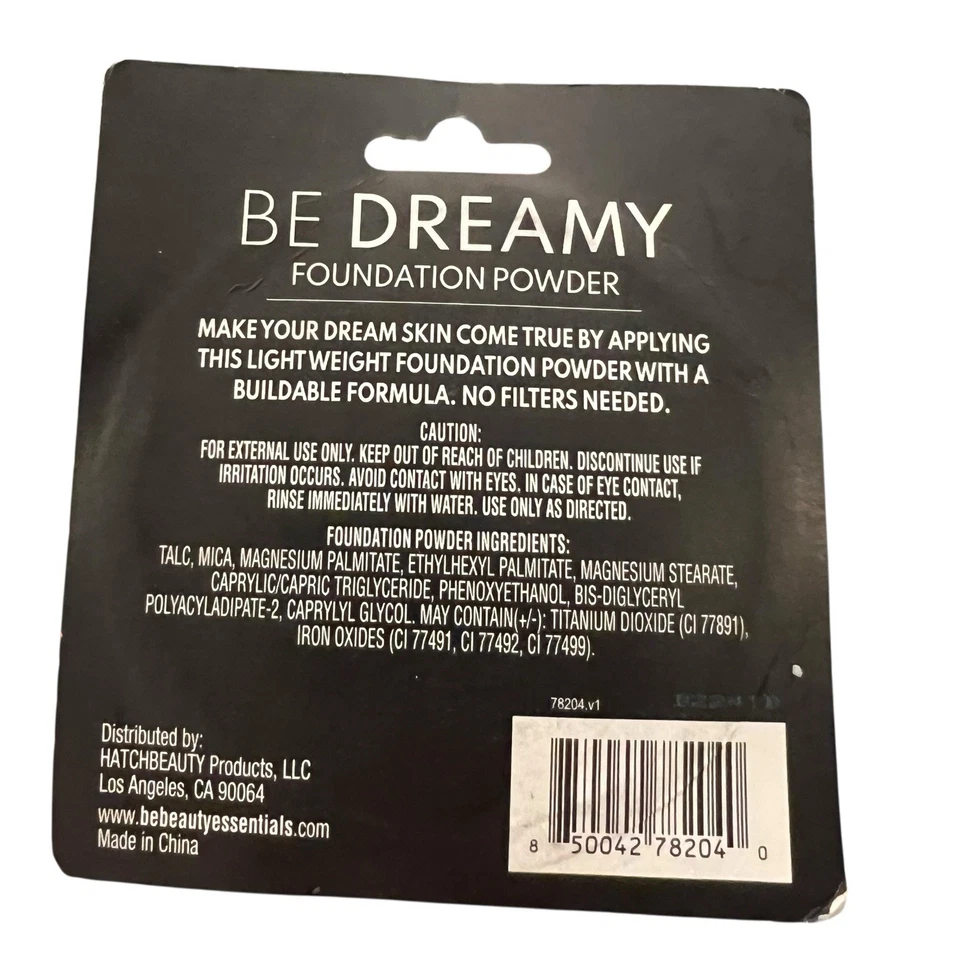 BE DREAMY
FOUNDATION POWDER
MAKE YOUR DREAM SKIN COME TRUE BY APPLYING
THIS LIGHTWEIGHT FOUNDATION POWDER WITH A
BUILDABLE FORMULA. NO FILTERS NEEDED.
CAUTION:
FOR EXTERNAL USE ONLY. KEEP OUT OF REACH OF CHILDREN. DISCONTINUE USE IF
IRRITATION OCCURS. AVOID CONTACT WITH EYES. IN CASE OF EYE CONTACT,
RINSE IMMEDIATELY WITH WATER. USE ONLY AS DIRECTED.
FOUNDATION POWDER INGREDIENTS:
TALC, MICA, MAGNESIUM PALMITATE, ETHYLHEXYL PALMITATE, MAGNESIUM STEARATE,
CAPRYLIC/CAPRIC TRIGLYCERIDE, PHENOXYETHANOL, BIS-DIGLYCERYL
POLYACYLADIPATE-2, CAPRYLYL GLYCOL. MAY CONTAIN(+/-): TITANIUM DIOXIDE (CI 77891),
IRON OXIDES (CI 77491, CI 77492, CI 77499).
78204.v1
Distributed by:
HATCHBEAUTY Products, LLC
Los Angeles, CA 90064
www.bebeautyessentials.com
Made in China
8 50042 78204 0